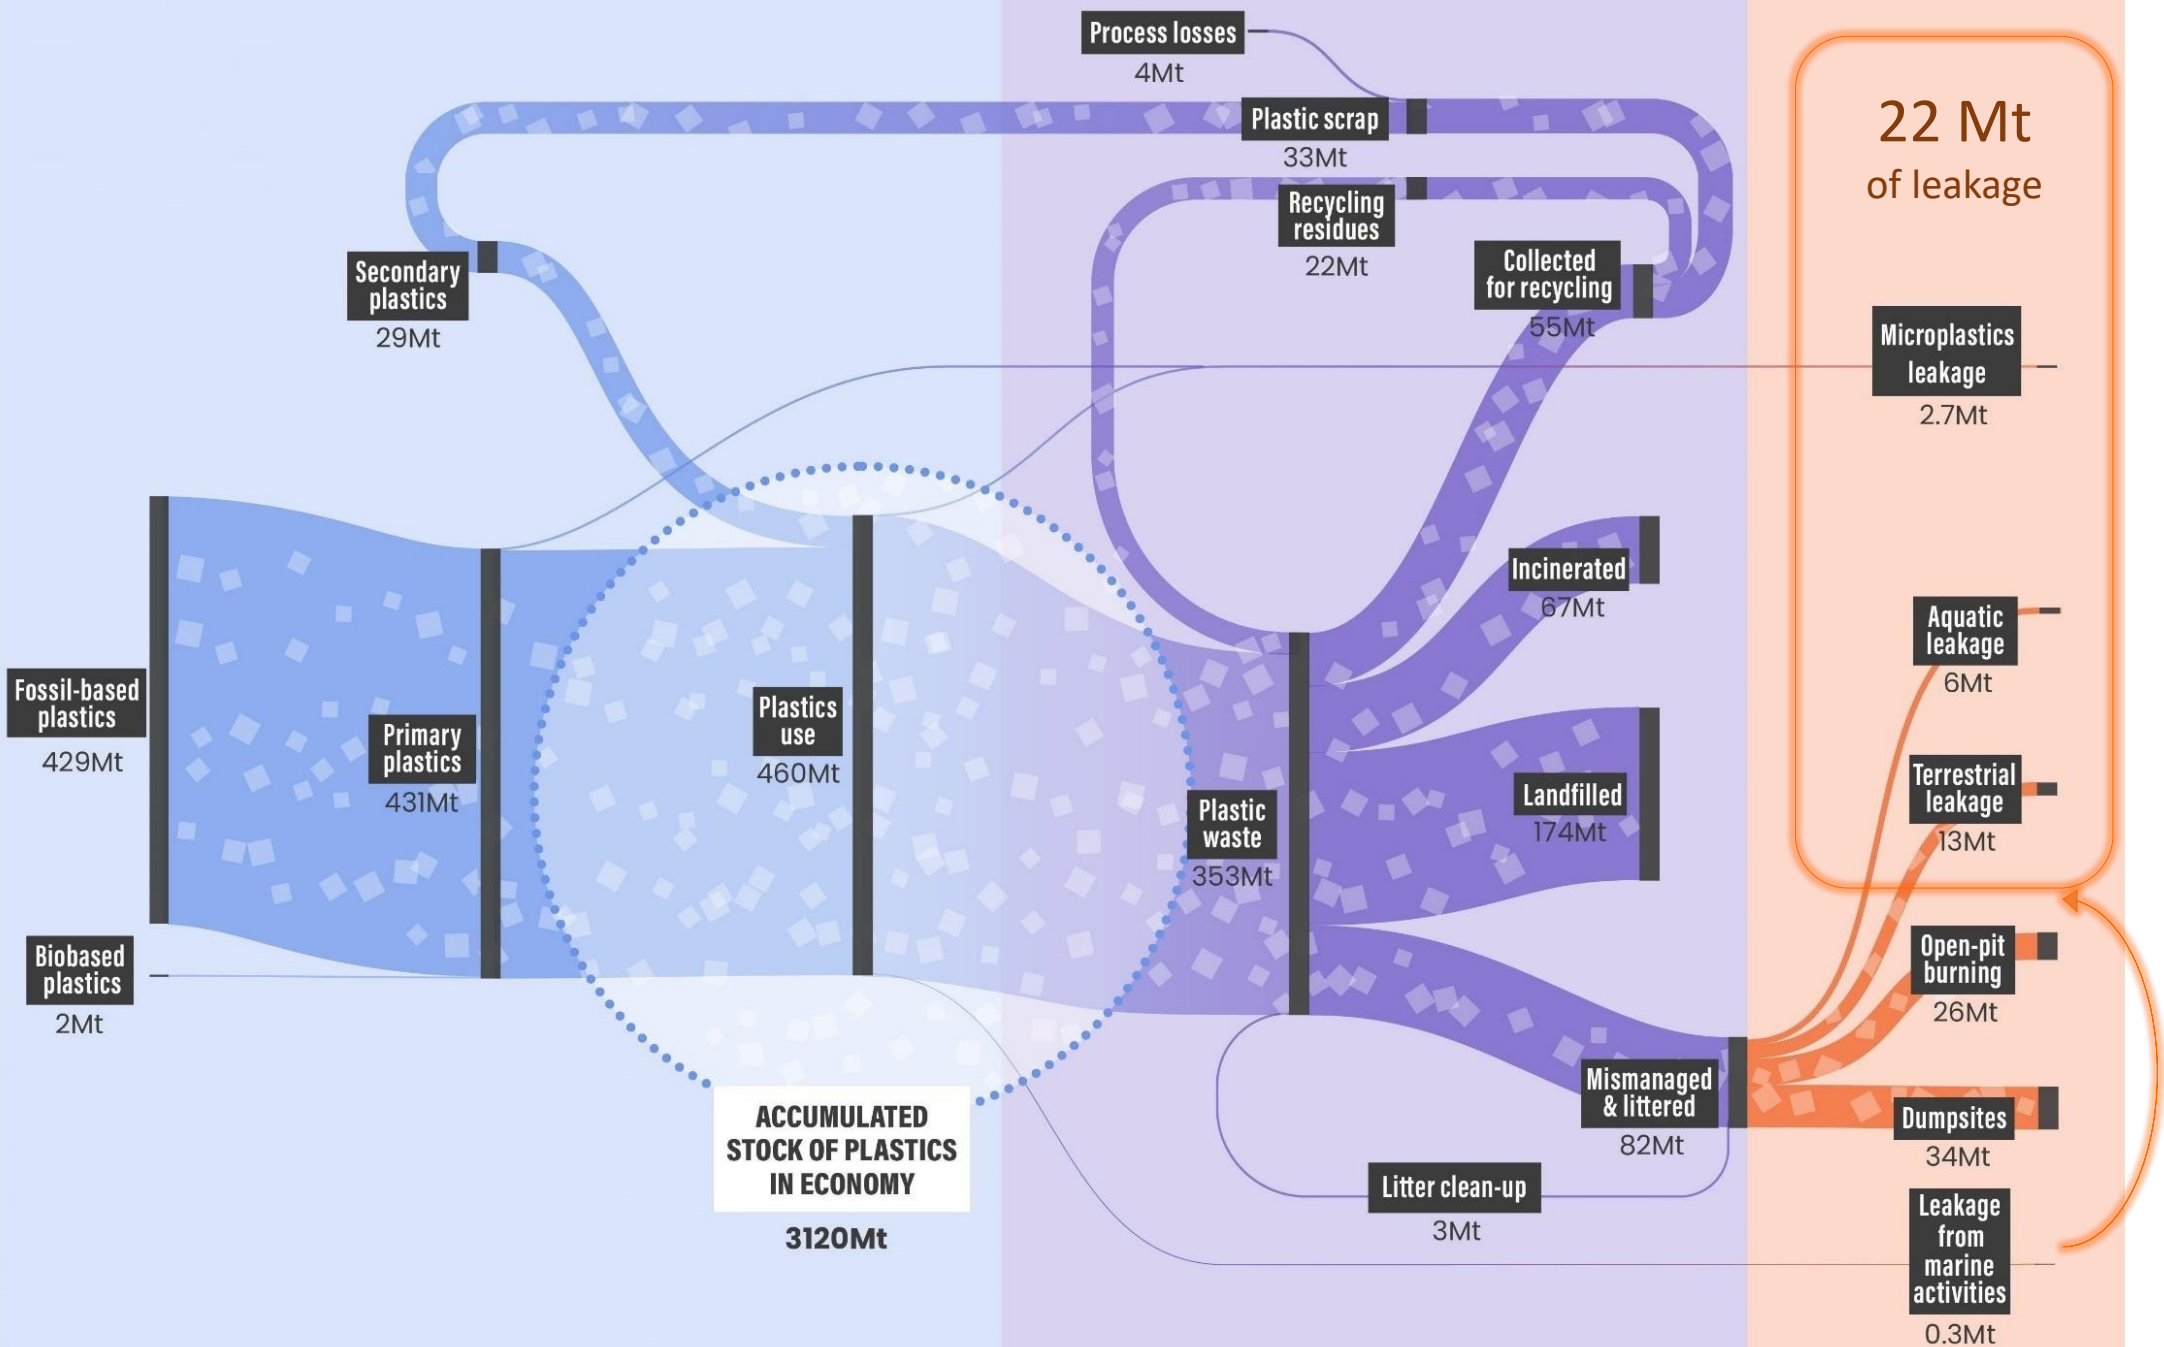 Process losses
4Mt
Plastic scrap
33Mt
Recycling
residues
22Mt
Collected
for recycling
55Mt
Secondary
plastics
29Mt
22 Mt
of leakage
Microplastics
leakage
2.7Mt
Fossil-based
plastics
429Mt
Biobased
plastics
2Mt
Primary
plastics
431Mt
Plastics
use
460Mt
ACCUMULATED
STOCK OF PLASTICS
IN ECONOMY
3120Mt
Plastic
waste
353Mt
Incinerated
67Mt
Landfilled
174Mt
Mismanaged
& littered
82Mt
Litter clean-up
3Mt
Aquatic
leakage
6Mt
Terrestrial
leakage
13Mt
Open-pit
burning
26Mt
Dumpsites
34Mt
Leakage
from
marine
activities
0.3Mt